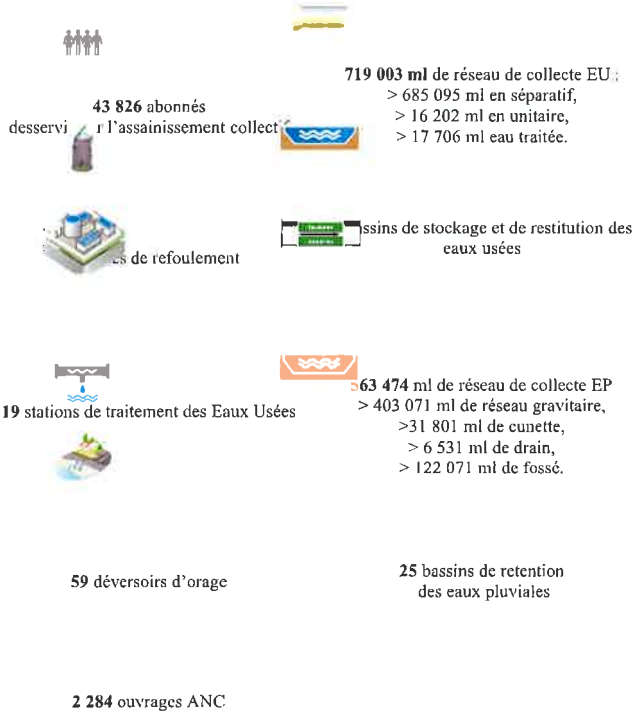 719 003 ml de réseau de collecte EU :
> 685 095 ml en séparatif,
> 16 202 ml en unitaire,
> 17 706 ml eau traitée.
43 826 abonnés
l'assainissement
de refoulement
de stockage et de restitution des
eaux usées
19 stations de traitement des Eaux Usées
63 474 ml de réseau de collecte EP
> 403 071 ml de réseau gravitaire,
>31 801 ml de cunette,
> 6 531 ml de drain,
> 122 071 ml de fossé.
59 déversoirs d'orage
25 bassins de retention
des eaux pluviales
2 284 ouvrages ANC